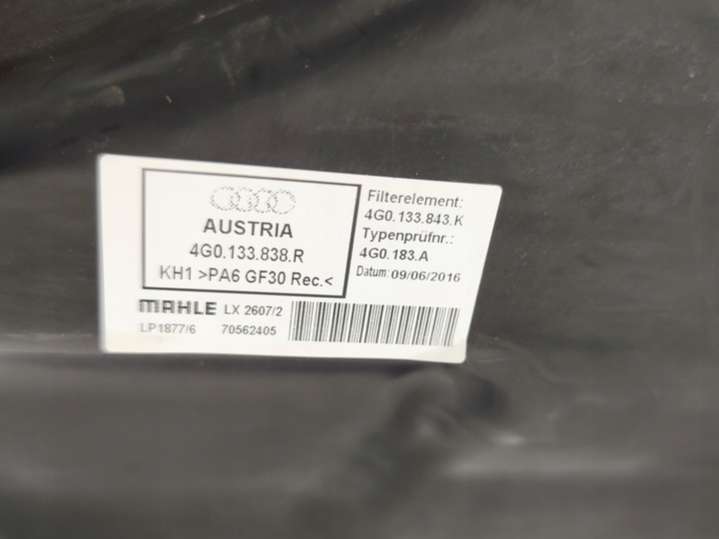 AUSTRIA
4G0.133.838.R
KH1 >PA6 GF30 Rec.<
Filterelement:
4G0.133.843.K
Typenprüfnr.:
4G0.183.A
Datum: 09/06/2016
MAHLE LX 2607/2
LP1877/6 70562405